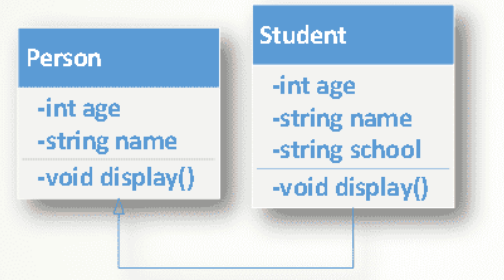 Person
-int age
-string name
-void display()
Student
-int age
-string name
-string school
-void display()